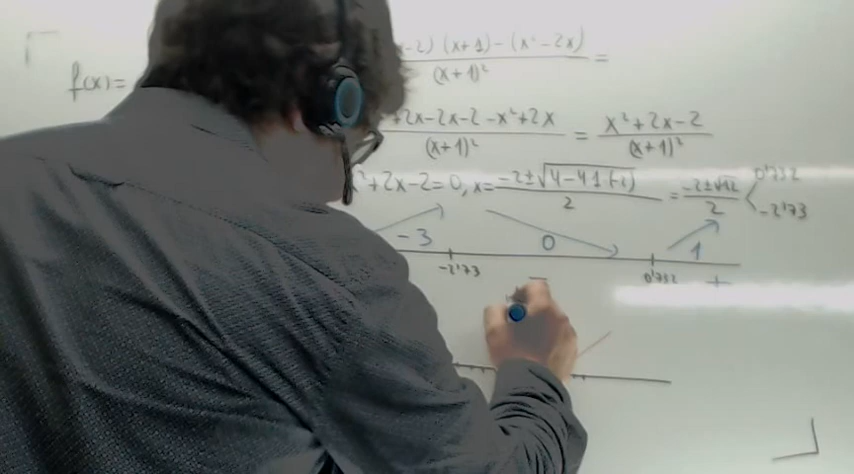 x-2) (x+1) - (x² - 2x) / (x+1)² =
f(x) =
+2x-2x-2-x²+2x / (x+1)² = x²+2x-2 / (x+1)²
x²+2x-2=0, x= -2±√4-4·1·(-2) / 2 = -2±√12 / 2 < 0'732
-2'73
-3 0 1
-2'73 0'732
- +